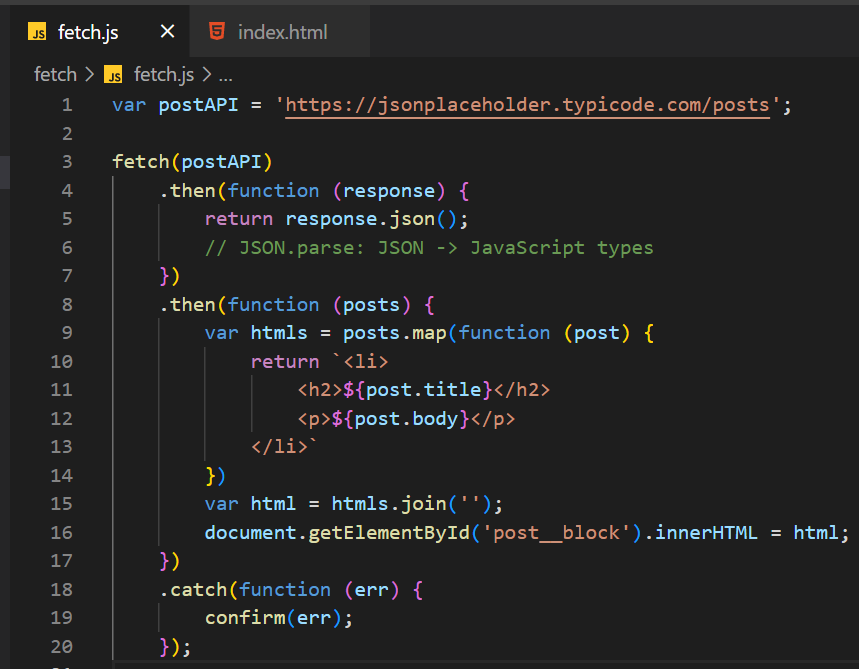 JS fetch.js × 5 index.html
fetch > JS fetch.js > ...
1 var postAPI = 'https://jsonplaceholder.typicode.com/posts';
2
3 fetch(postAPI)
4     .then(function (response) {
5         return response.json();
6         // JSON.parse: JSON -> JavaScript types
7     })
8     .then(function (posts) {
9         var htmls = posts.map(function (post) {
10             return `<li>
11                 <h2>${post.title}</h2>
12                 <p>${post.body}</p>
13             </li>`
14         })
15         var html = htmls.join('');
16         document.getElementById('post__block').innerHTML = html;
17     })
18     .catch(function (err) {
19         confirm(err);
20     });